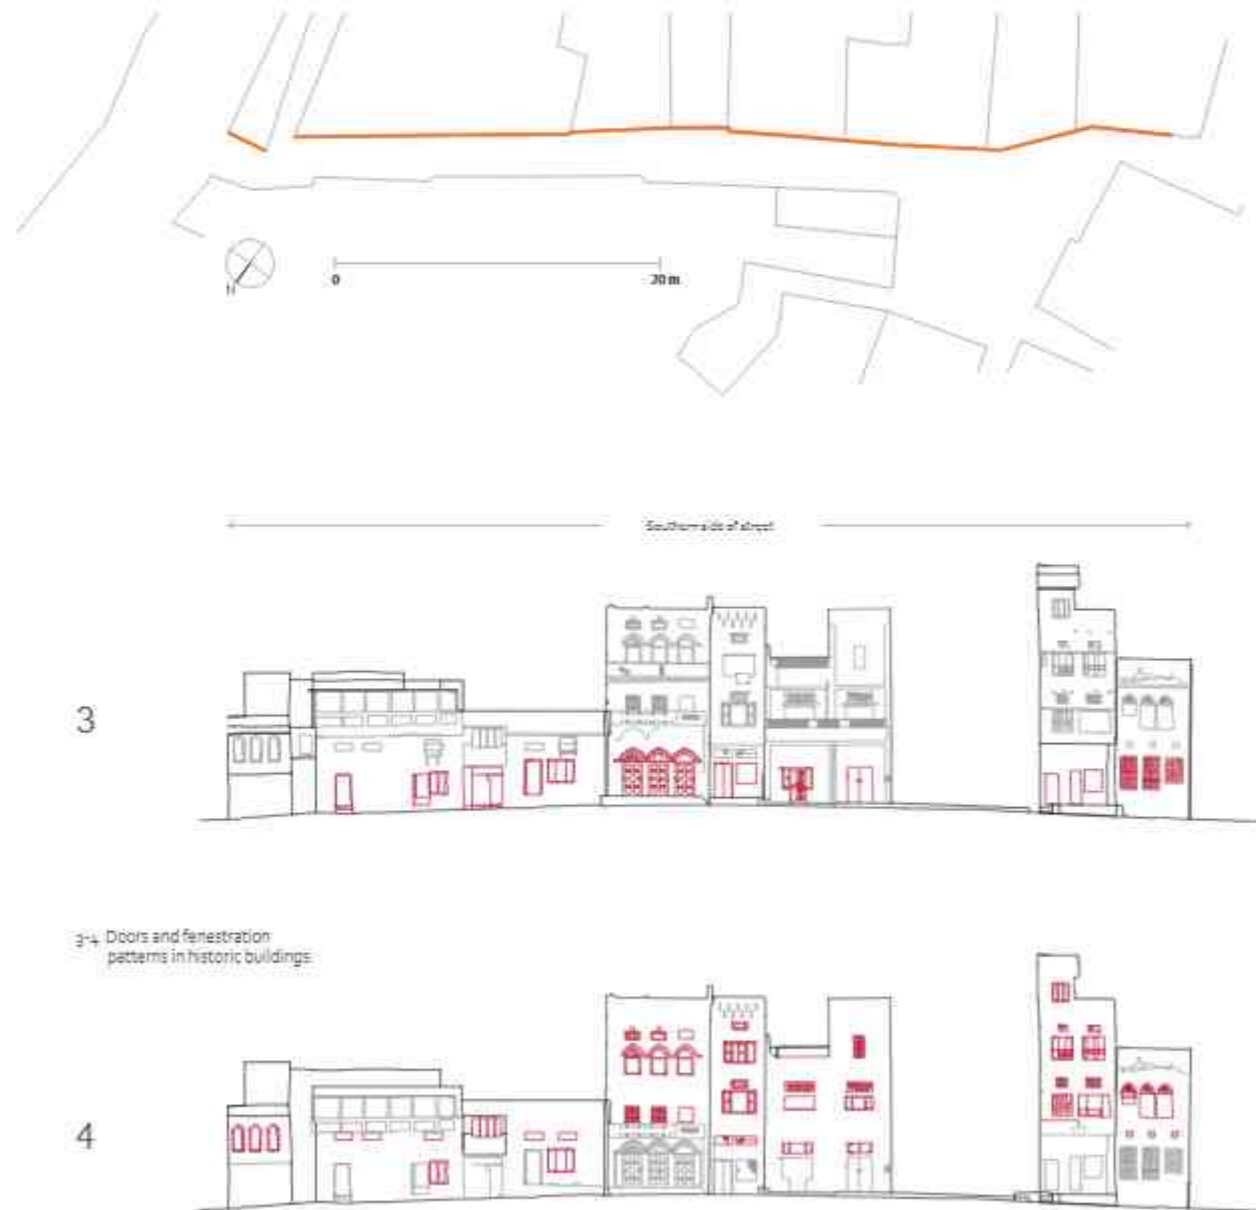 N
0
20 m
Southern side of street
3
3-4 Doors and fenestration
patterns in historic buildings
4